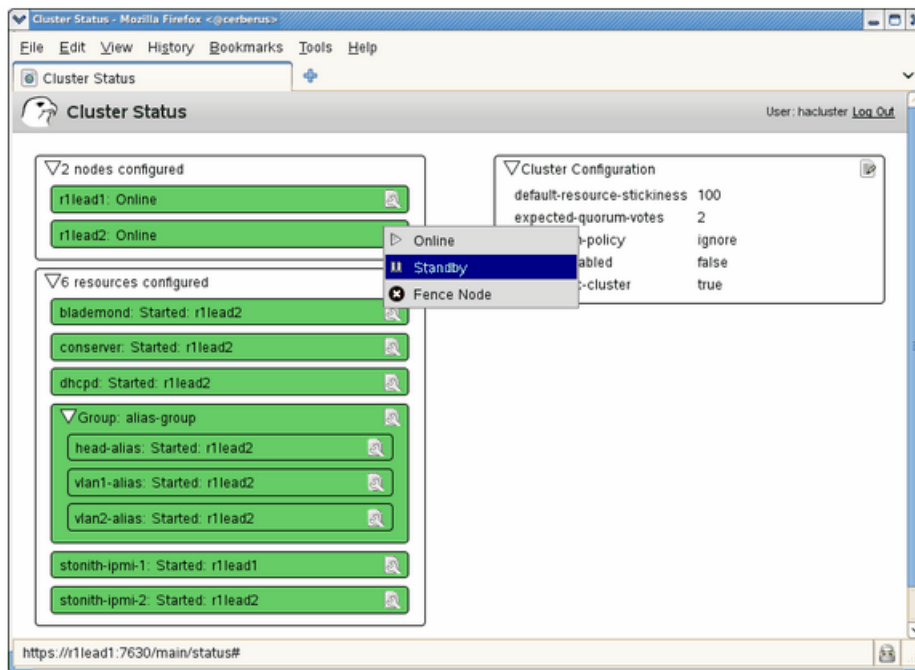 Cluster Status - Mozilla Firefox <@cerberus>
File Edit View History Bookmarks Tools Help
Cluster Status
Cluster Status
User: hacluster Log Out
2 nodes configured
r1lead1: Online
r1lead2: Online
Online
Standby
Fence Node
6 resources configured
blademond: Started: r1lead2
conserver: Started: r1lead2
dhcpd: Started: r1lead2
Group: alias-group
head-alias: Started: r1lead2
vlan1-alias: Started: r1lead2
vlan2-alias: Started: r1lead2
stonith-ipmi-1: Started: r1lead1
stonith-ipmi-2: Started: r1lead2
Cluster Configuration
default-resource-stickiness 100
expected-quorum-votes 2
-policy ignore
abled false
-cluster true
https://r1lead1:7630/main/status#